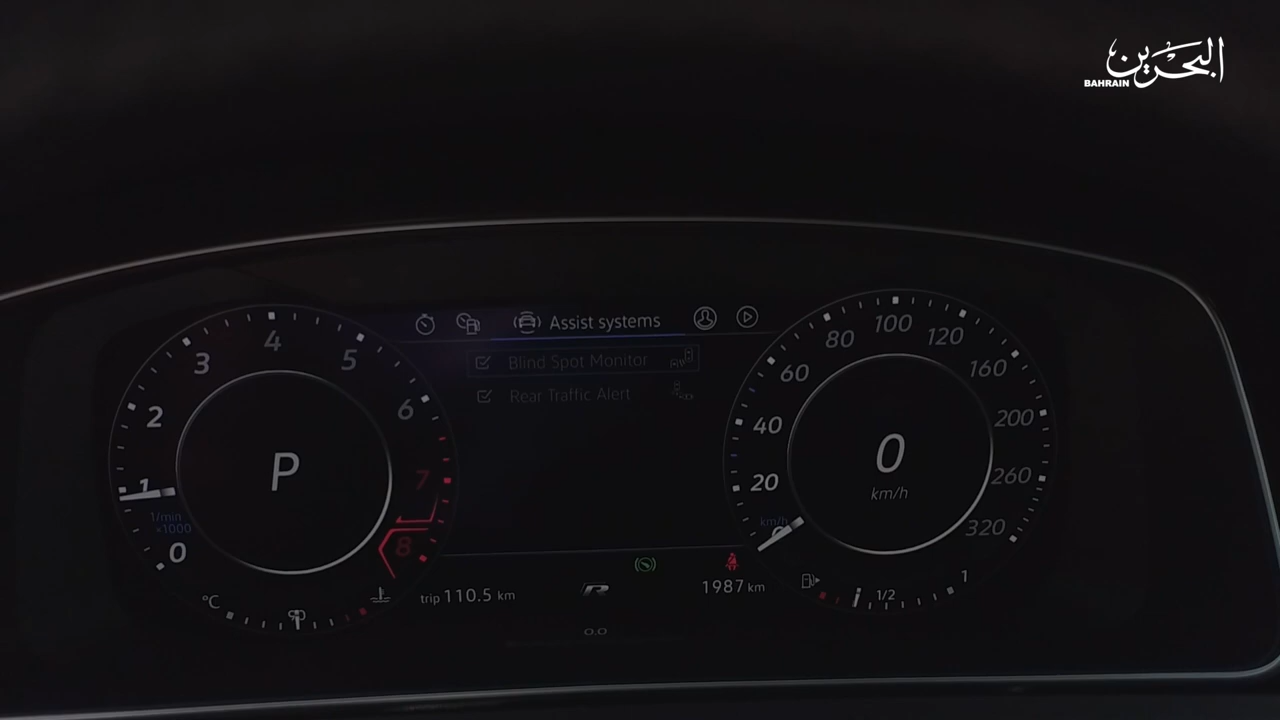 البحرين
BAHRAIN
Assist systems
Blind Spot Monitor
Rear Traffic Alert
0
1
2
3
4
5
6
7
8
1/min
×1000
P
°C
trip 110.5 km
R
0.0
1987 km
0
20
40
60
80
100
120
160
200
260
320
km/h
0
km/h
1/2
1